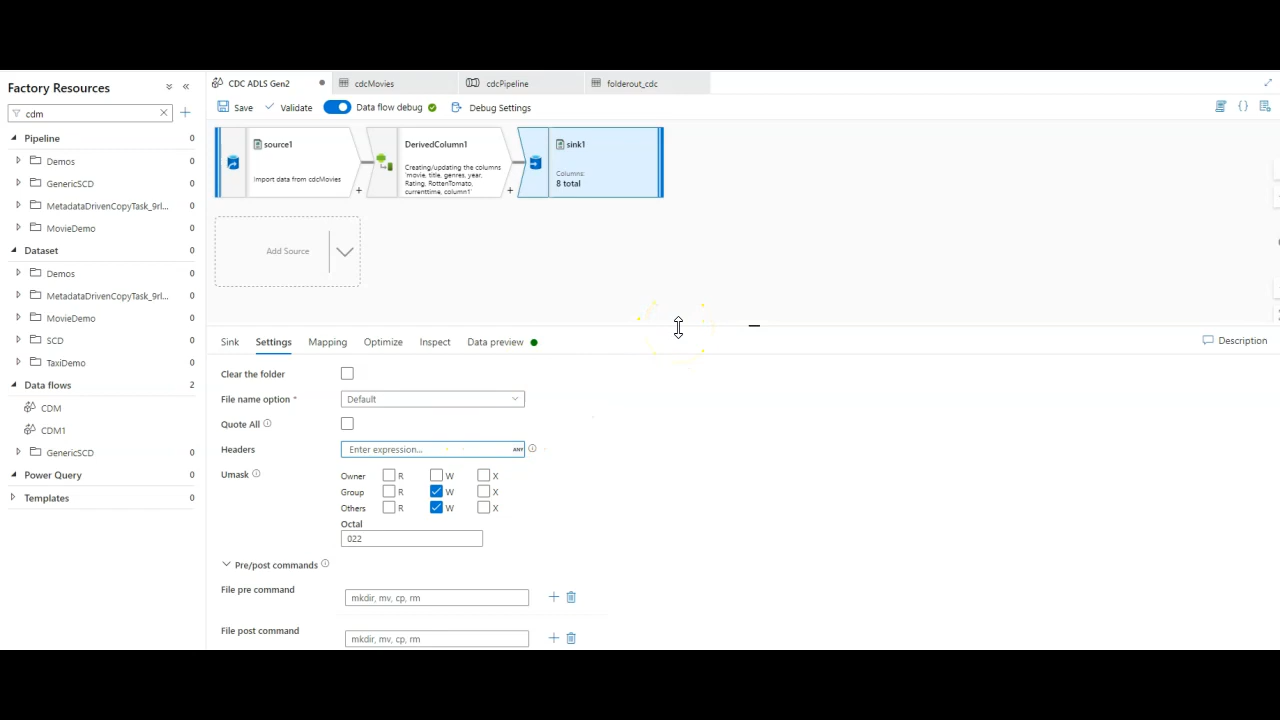 Factory Resources
cdm
Pipeline 0
Demos 0
GenericSCD 0
MetadataDrivenCopyTask_9rl... 0
MovieDemo 0
Dataset 0
Demos 0
MetadataDrivenCopyTask_9rl... 0
MovieDemo 0
SCD 0
TaxiDemo 0
Data flows 2
CDM
CDM1
GenericSCD 0
Power Query 0
Templates 0
CDC ADLS Gen2
cdcMovies
cdcPipeline
folderout_cdc
Save
Validate
Data flow debug
Debug Settings
source1
Import data from cdcMovies
DerivedColumn1
Creating/updating the columns
'movie, title, genres, year,
Rating, RottenTomato,
currenttime, column1'
sink1
Columns:
8 total
+
+
Add Source
Sink
Settings
Mapping
Optimize
Inspect
Data preview
Description
Clear the folder
File name option *
Default
Quote All
Headers
Enter expression...
ANY
Umask
Owner R W X
Group R W X
Others R W X
Octal
022
Pre/post commands
File pre command
mkdir, mv, cp, rm
File post command
mkdir, mv, cp, rm